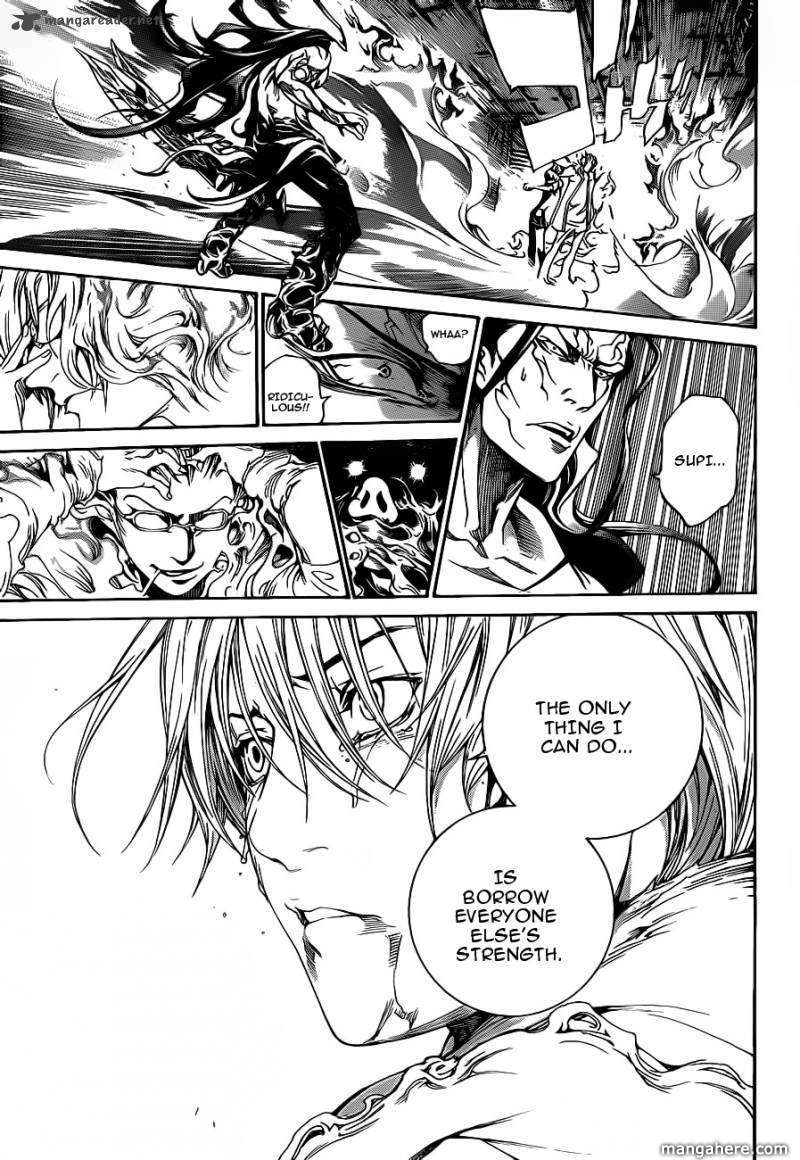 mangareader.net
SUPI...
WHAA?
RIDICU-
LOUS!!
THE ONLY
THING I
CAN DO...
IS
BORROW
EVERYONE
ELSE'S
STRENGTH.
mangahere.com